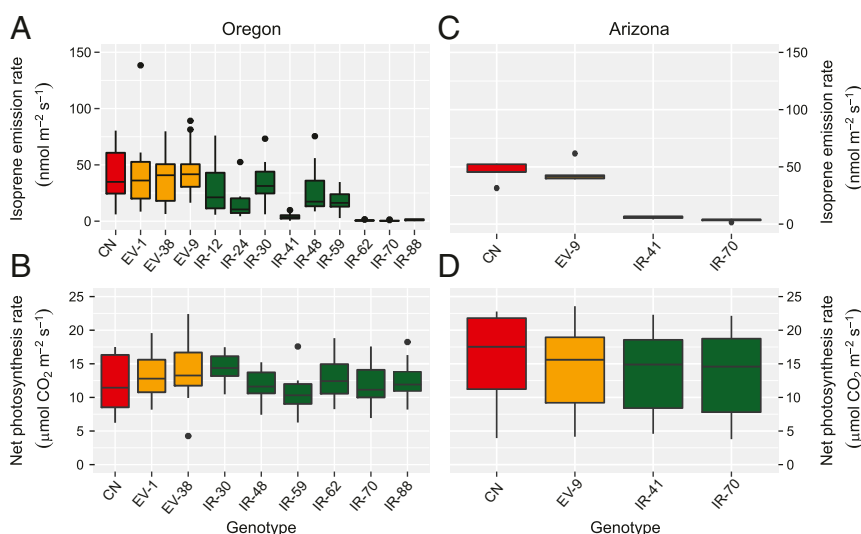 A
Oregon
C
Arizona
Isoprene emission rate
(nmol m⁻² s⁻¹)
150
100
50
0
CN
EV-1
EV-38
EV-9
IR-12
IR-24
IR-30
IR-41
IR-48
IR-59
IR-62
IR-70
IR-88
CN
EV-9
IR-41
IR-70
150
100
50
0
Isoprene emission rate
(nmol m⁻² s⁻¹)
B
D
Net photosynthesis rate
(μmol CO₂ m⁻² s⁻¹)
25
20
15
10
5
0
CN
EV-1
EV-38
IR-30
IR-48
IR-59
IR-62
IR-70
IR-88
Genotype
CN
EV-9
IR-41
IR-70
Genotype
25
20
15
10
5
0
Net photosynthesis rate
(μmol CO₂ m⁻² s⁻¹)